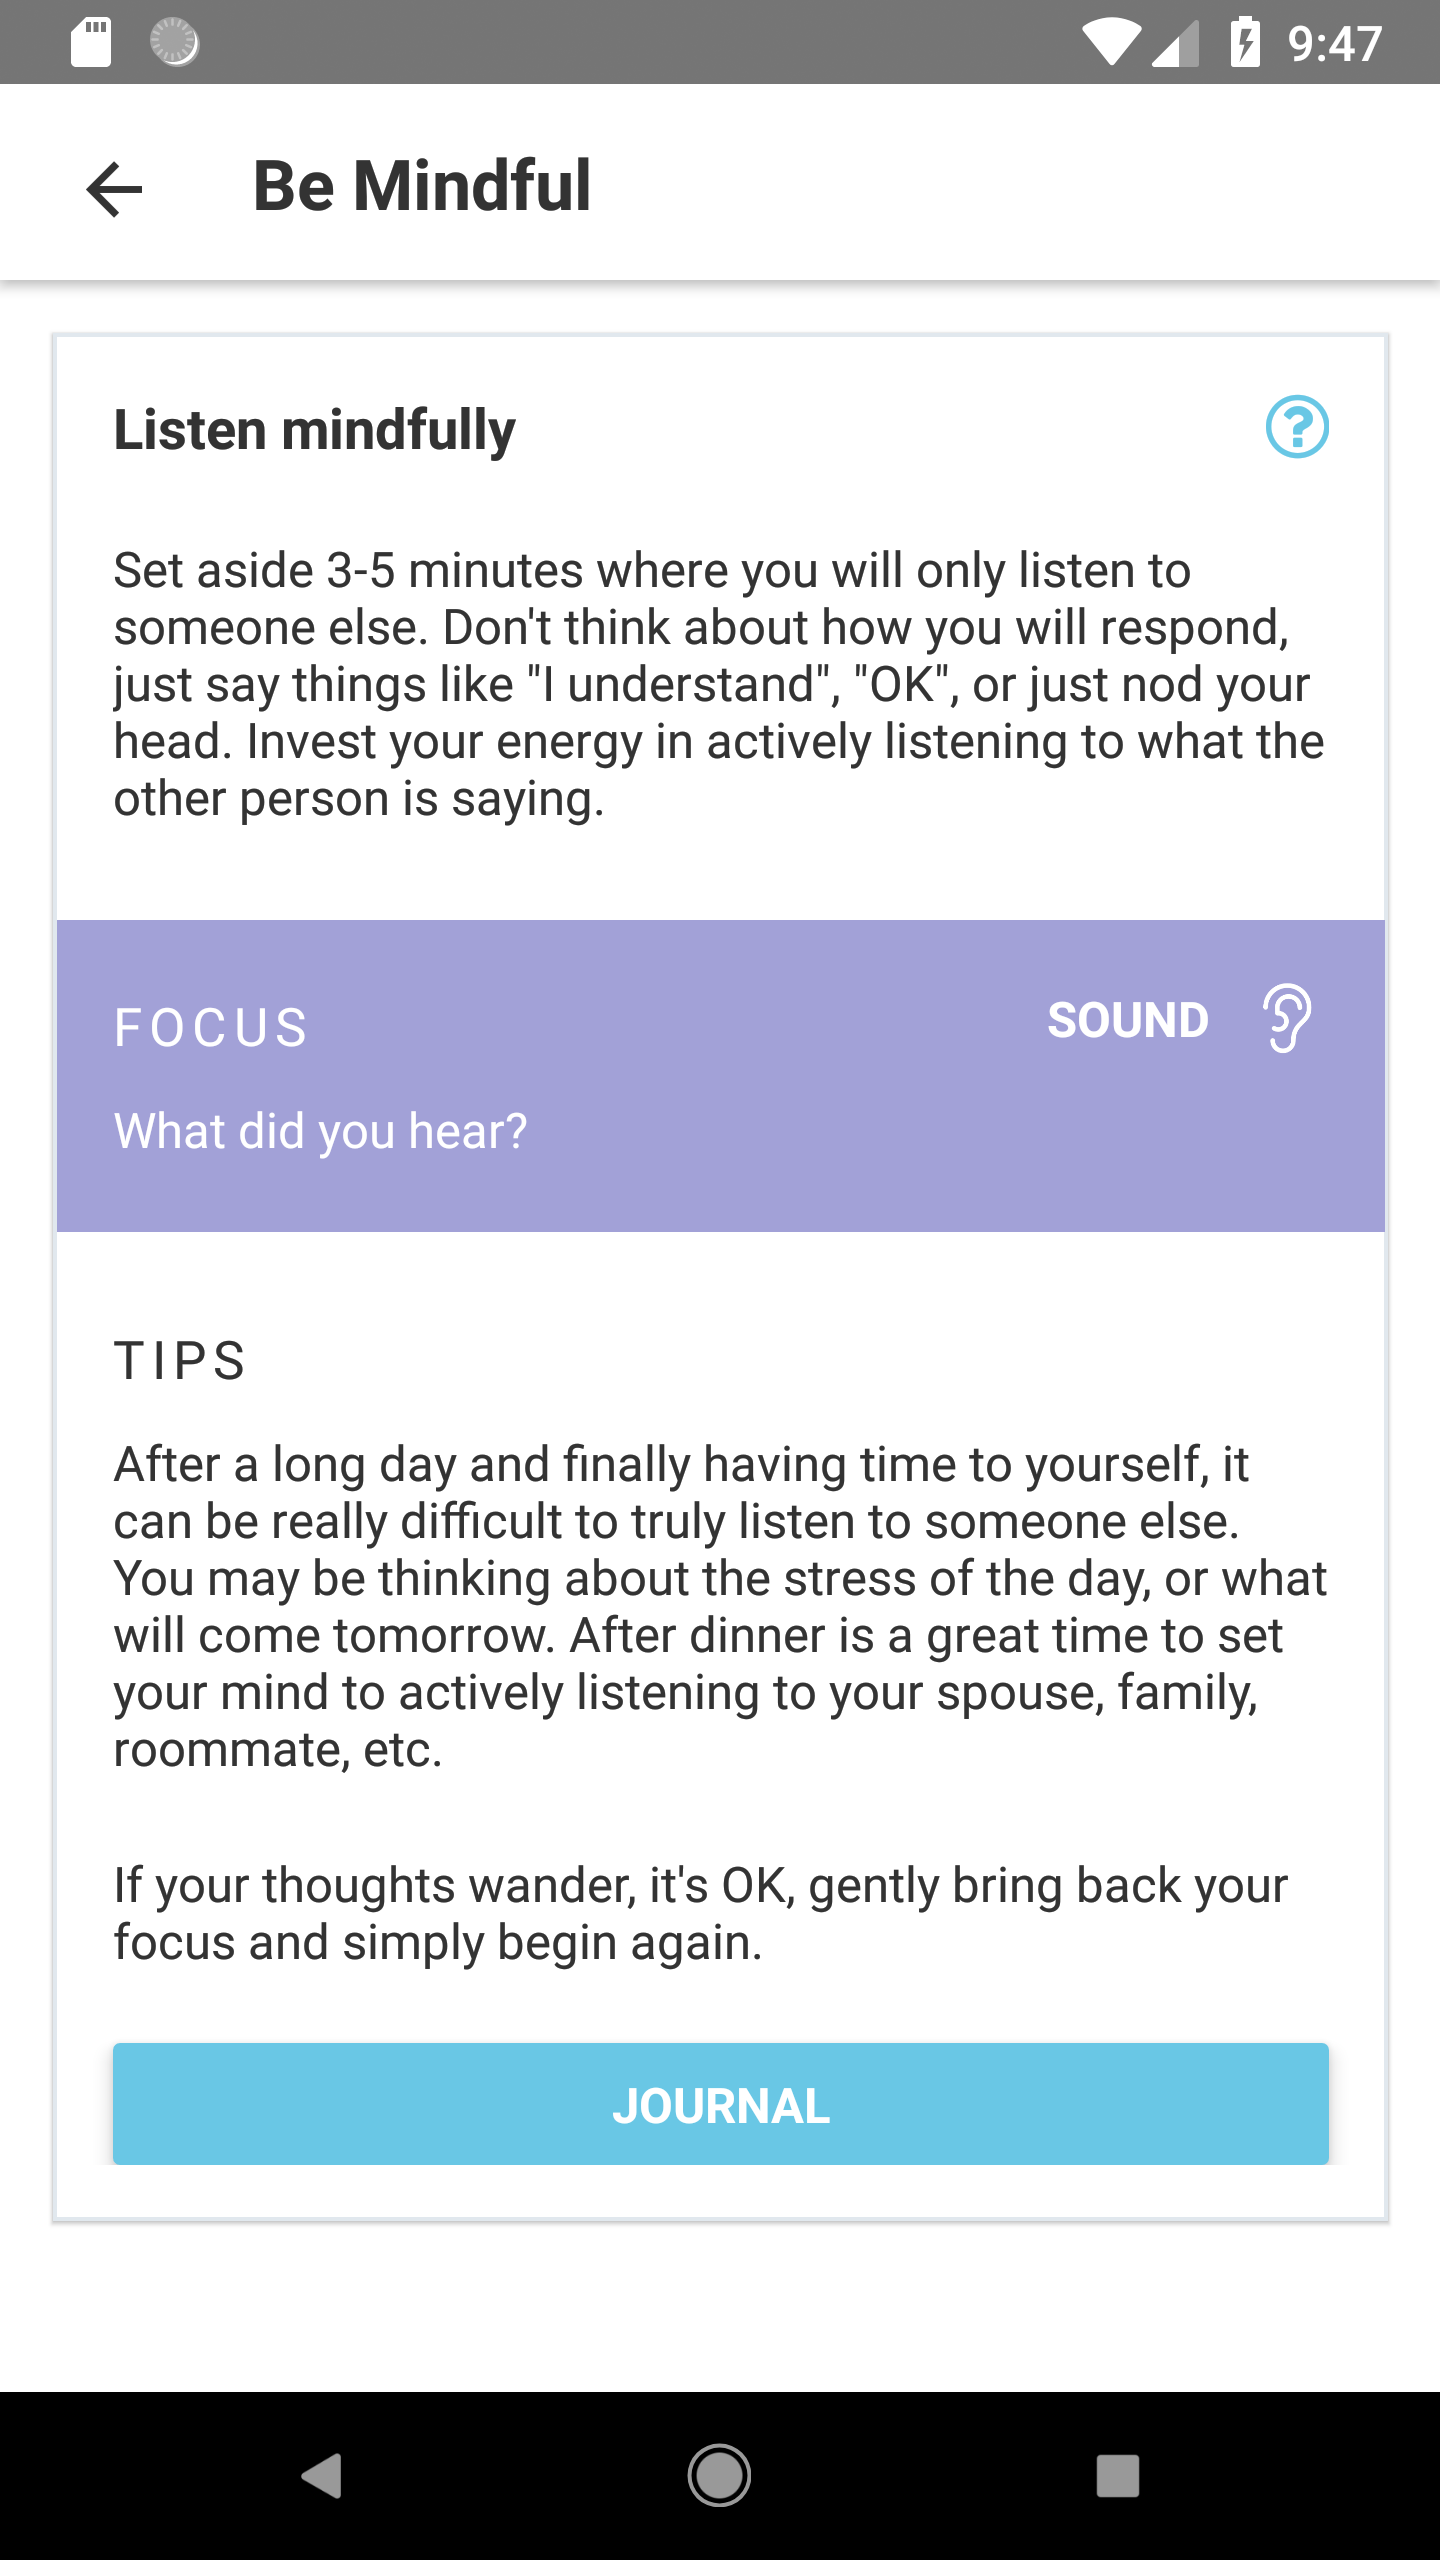 9:47
Be Mindful
Listen mindfully
Set aside 3-5 minutes where you will only listen to
someone else. Don't think about how you will respond,
just say things like "I understand", "OK", or just nod your
head. Invest your energy in actively listening to what the
other person is saying.
FOCUS
SOUND
What did you hear?
TIPS
After a long day and finally having time to yourself, it
can be really difficult to truly listen to someone else.
You may be thinking about the stress of the day, or what
will come tomorrow. After dinner is a great time to set
your mind to actively listening to your spouse, family,
roommate, etc.
If your thoughts wander, it's OK, gently bring back your
focus and simply begin again.
JOURNAL